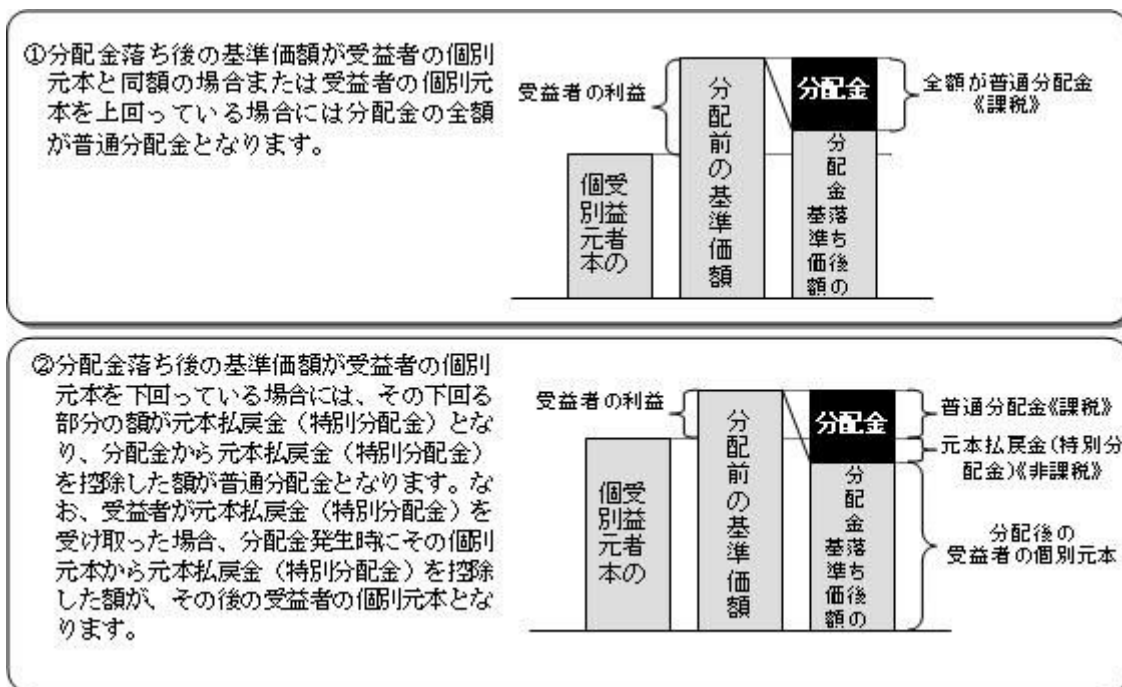 ①分配金落ち後の基準価額が受益者の個別
元本と同額の場合または受益者の個別元
本を上回っている場合には分配金の全額
が普通分配金となります。
受益者の利益
受益者の
個別元本
分配前の基準価額
分配金
分配金落ち後の
基準価額
全額が普通分配金
《課税》
②分配金落ち後の基準価額が受益者の個別
元本を下回っている場合には、その下回る
部分の額が元本払戻金（特別分配金）とな
り、分配金から元本払戻金（特別分配金）
を控除した額が普通分配金となります。な
お、受益者が元本払戻金（特別分配金）を
受け取った場合、分配金発生時にその個別
元本から元本払戻金（特別分配金）を控除
した額が、その後の受益者の個別元本とな
ります。
受益者の利益
受益者の
個別元本
分配前の基準価額
分配金
分配金落ち後の
基準価額
普通分配金《課税》
元本払戻金(特別分
配金)《非課税》
分配後の
受益者の個別元本